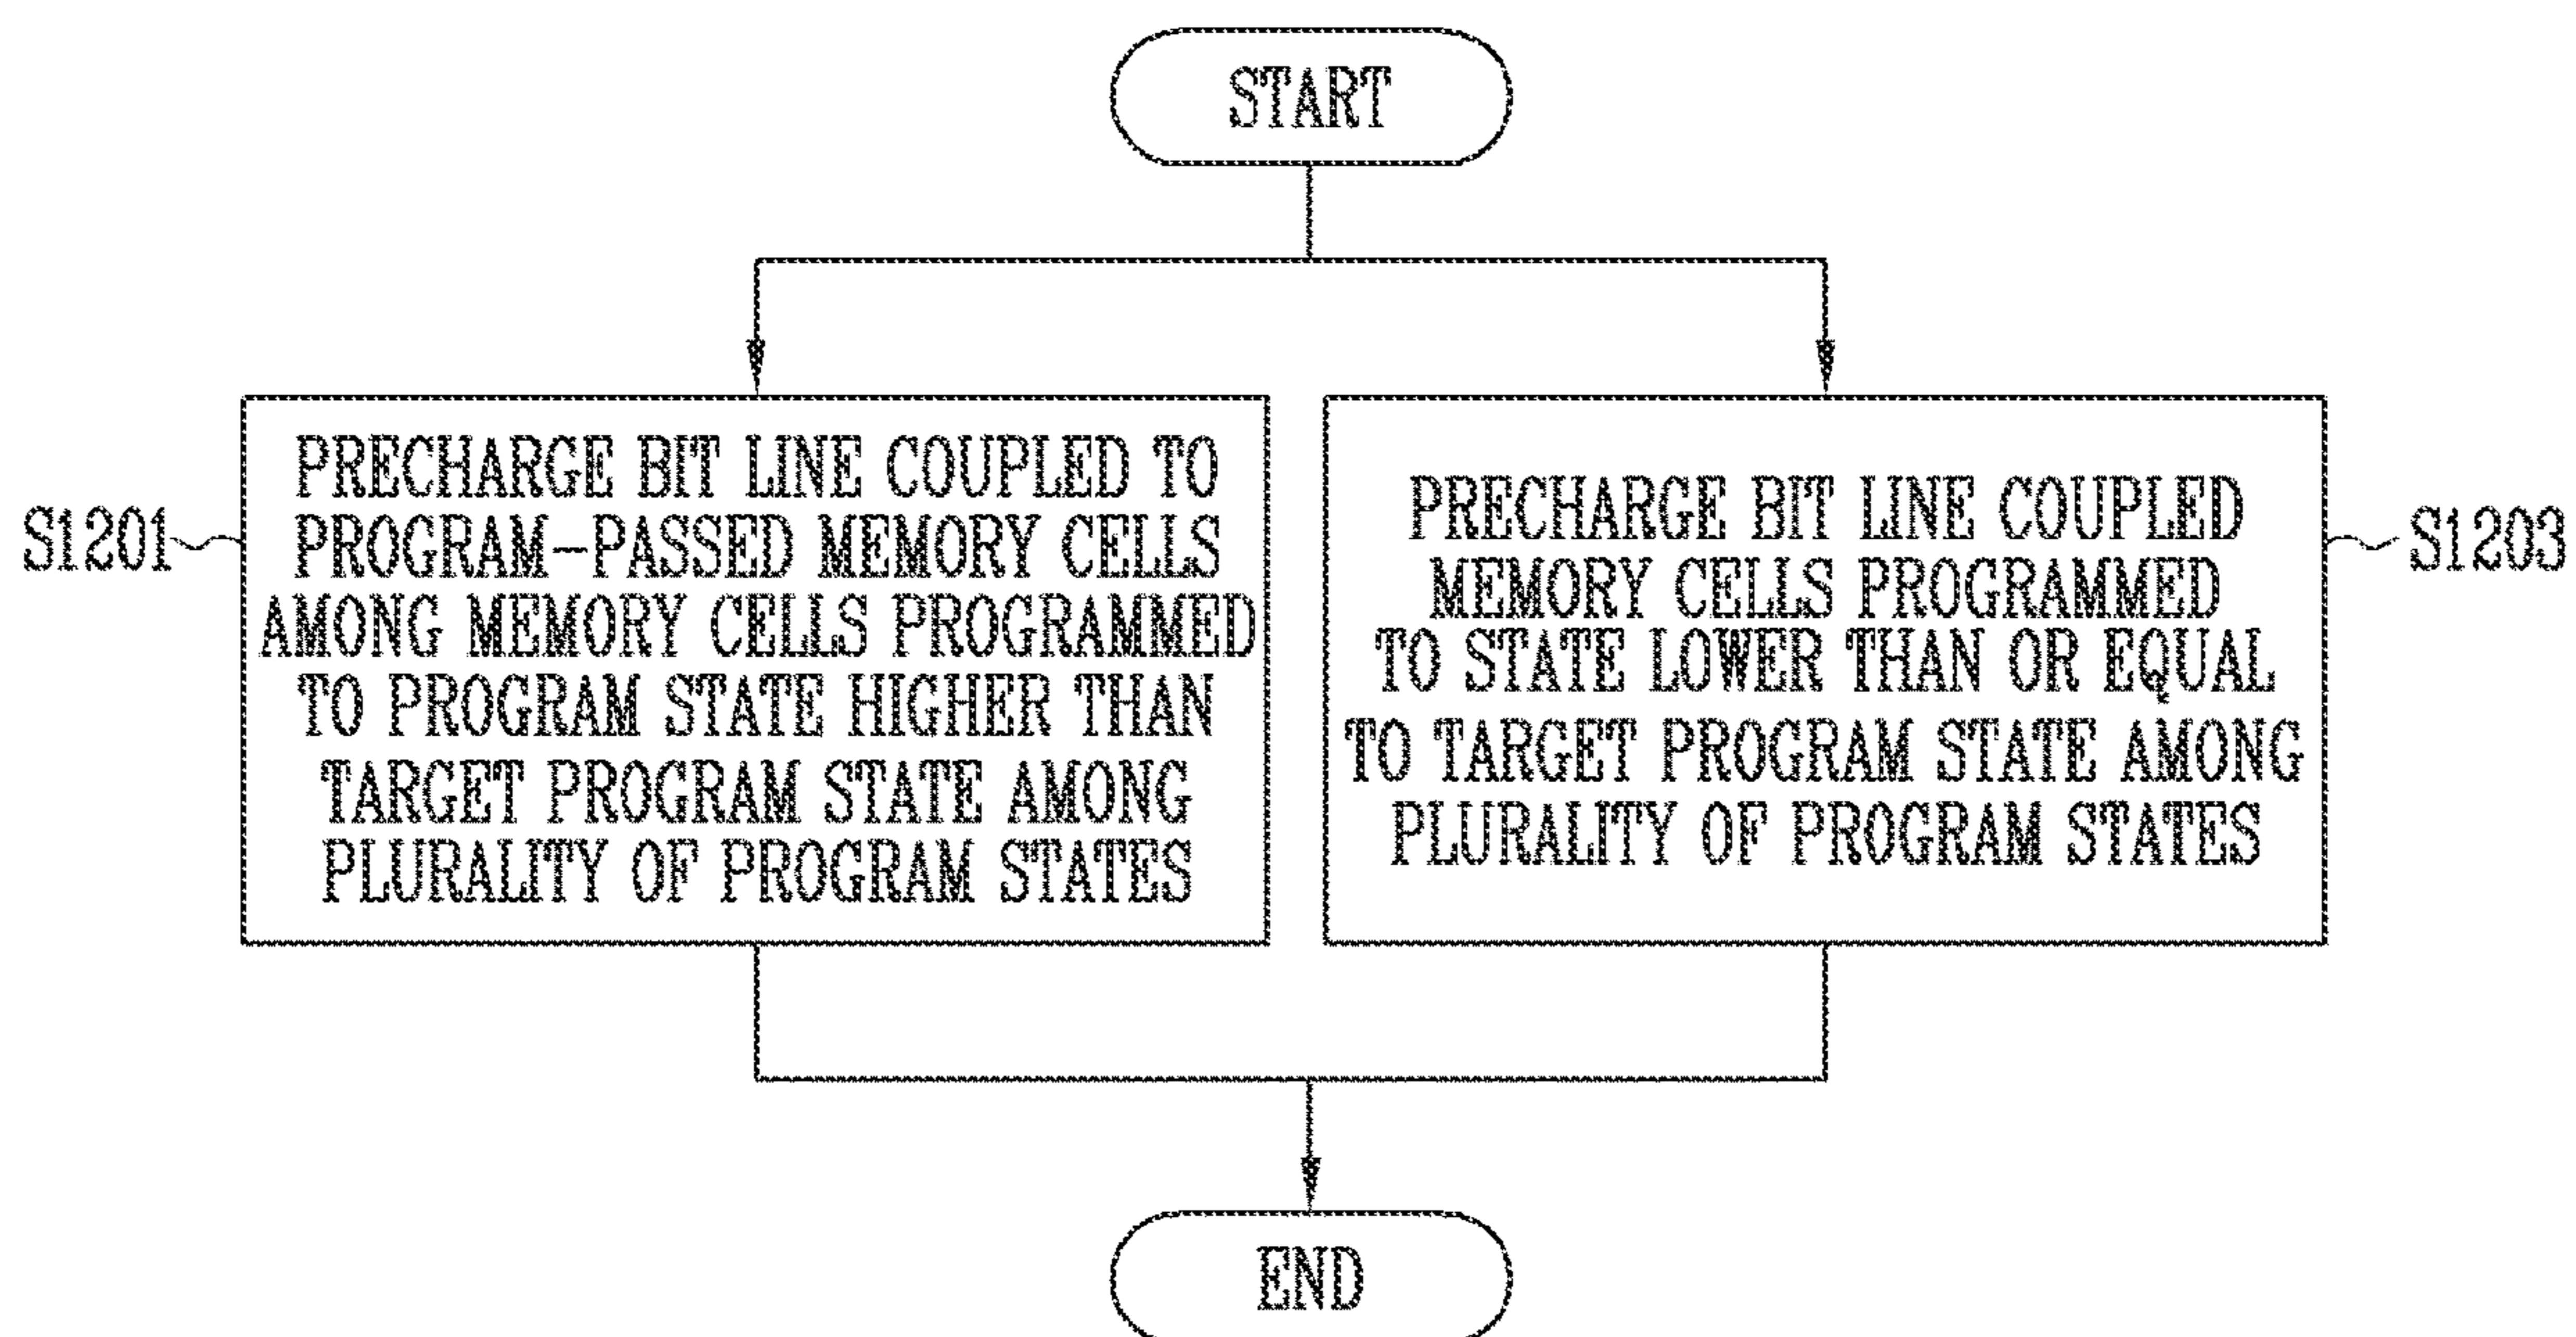 START
S1201
PRECHARGE BIT LINE COUPLED TO
PROGRAM-PASSED MEMORY CELLS
AMONG MEMORY CELLS PROGRAMMED
TO PROGRAM STATE HIGHER THAN
TARGET PROGRAM STATE AMONG
PLURALITY OF PROGRAM STATES
PRECHARGE BIT LINE COUPLED
MEMORY CELLS PROGRAMMED
TO STATE LOWER THAN OR EQUAL
TO TARGET PROGRAM STATE AMONG
PLURALITY OF PROGRAM STATES
S1203
END